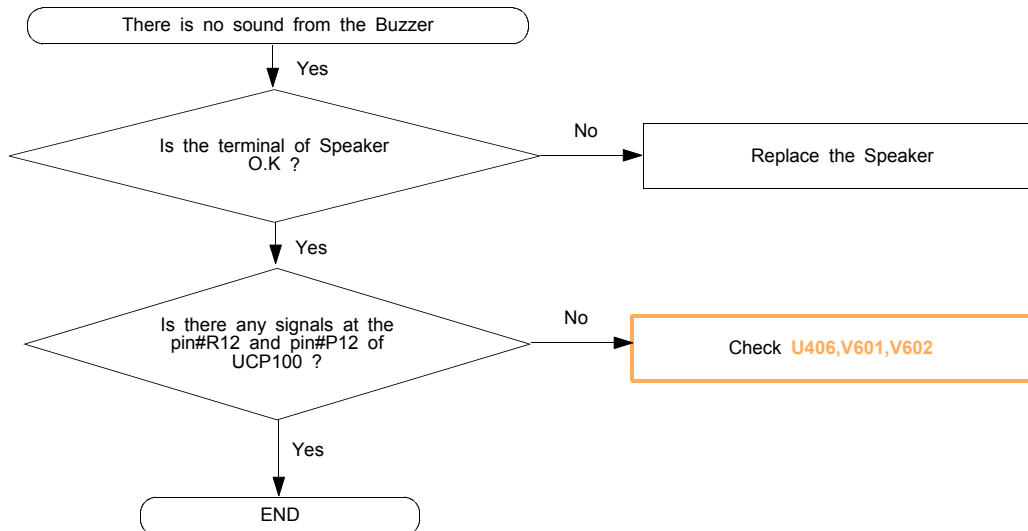 There is no sound from the Buzzer
Yes
Is the terminal of Speaker
O.K ?
No
Replace the Speaker
Yes
Is there any signals at the
pin#R12 and pin#P12 of
UCP100 ?
No
Check U406,V601,V602
Yes
END